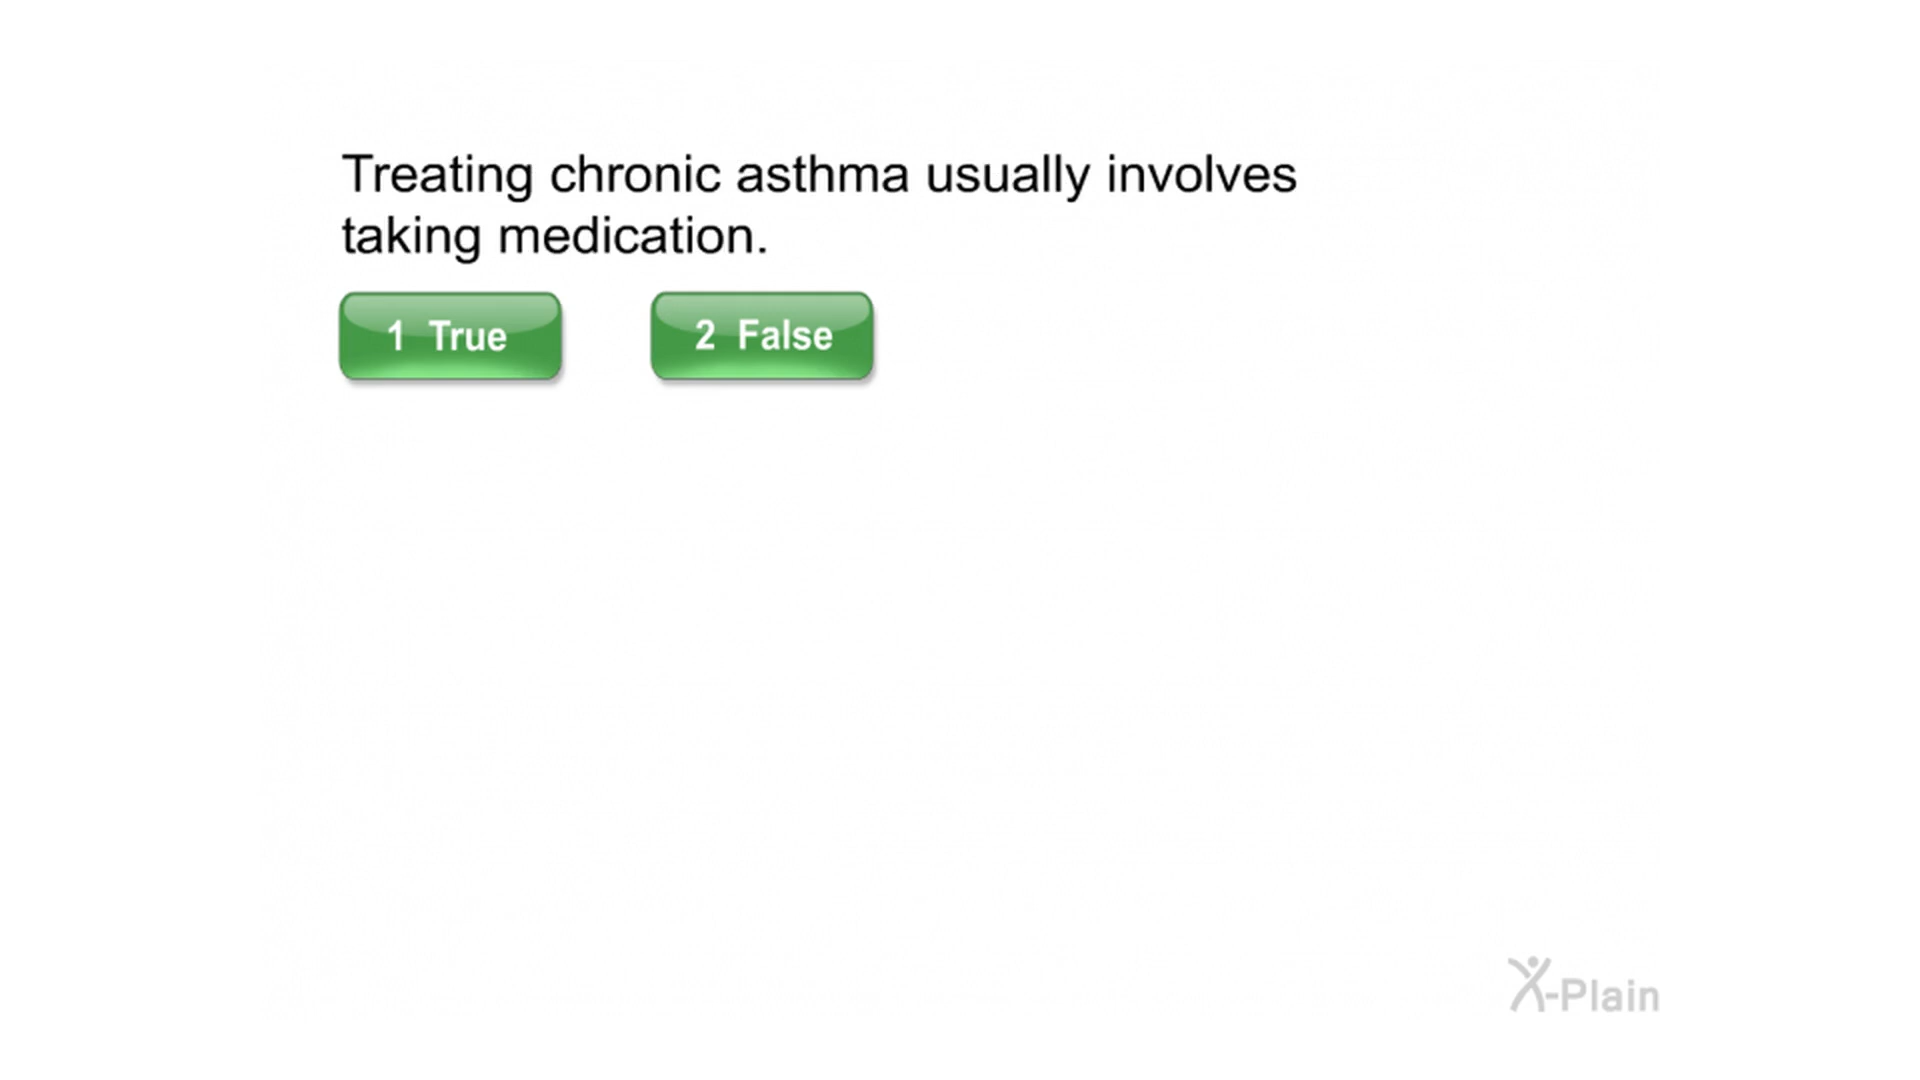 Treating chronic asthma usually involves
taking medication.
1 True
2 False
X-Plain